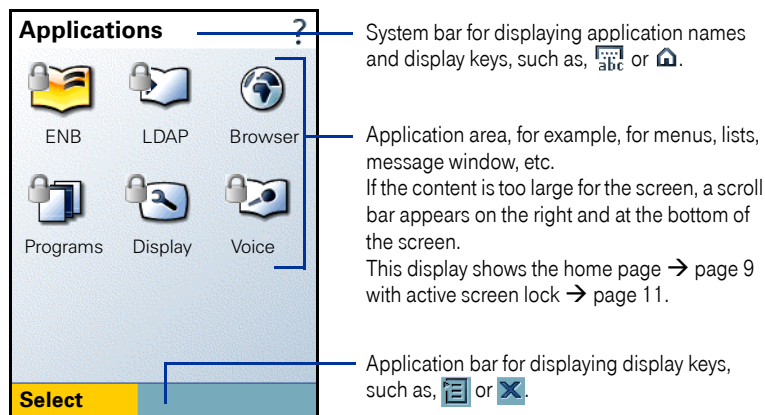 Applications ?
ENB LDAP Browser
Programs Display Voice
Select
System bar for displaying application names
and display keys, such as, abc or .
Application area, for example, for menus, lists,
message window, etc.
If the content is too large for the screen, a scroll
bar appears on the right and at the bottom of
the screen.
This display shows the home page → page 9
with active screen lock → page 11.
Application bar for displaying display keys,
such as, or .